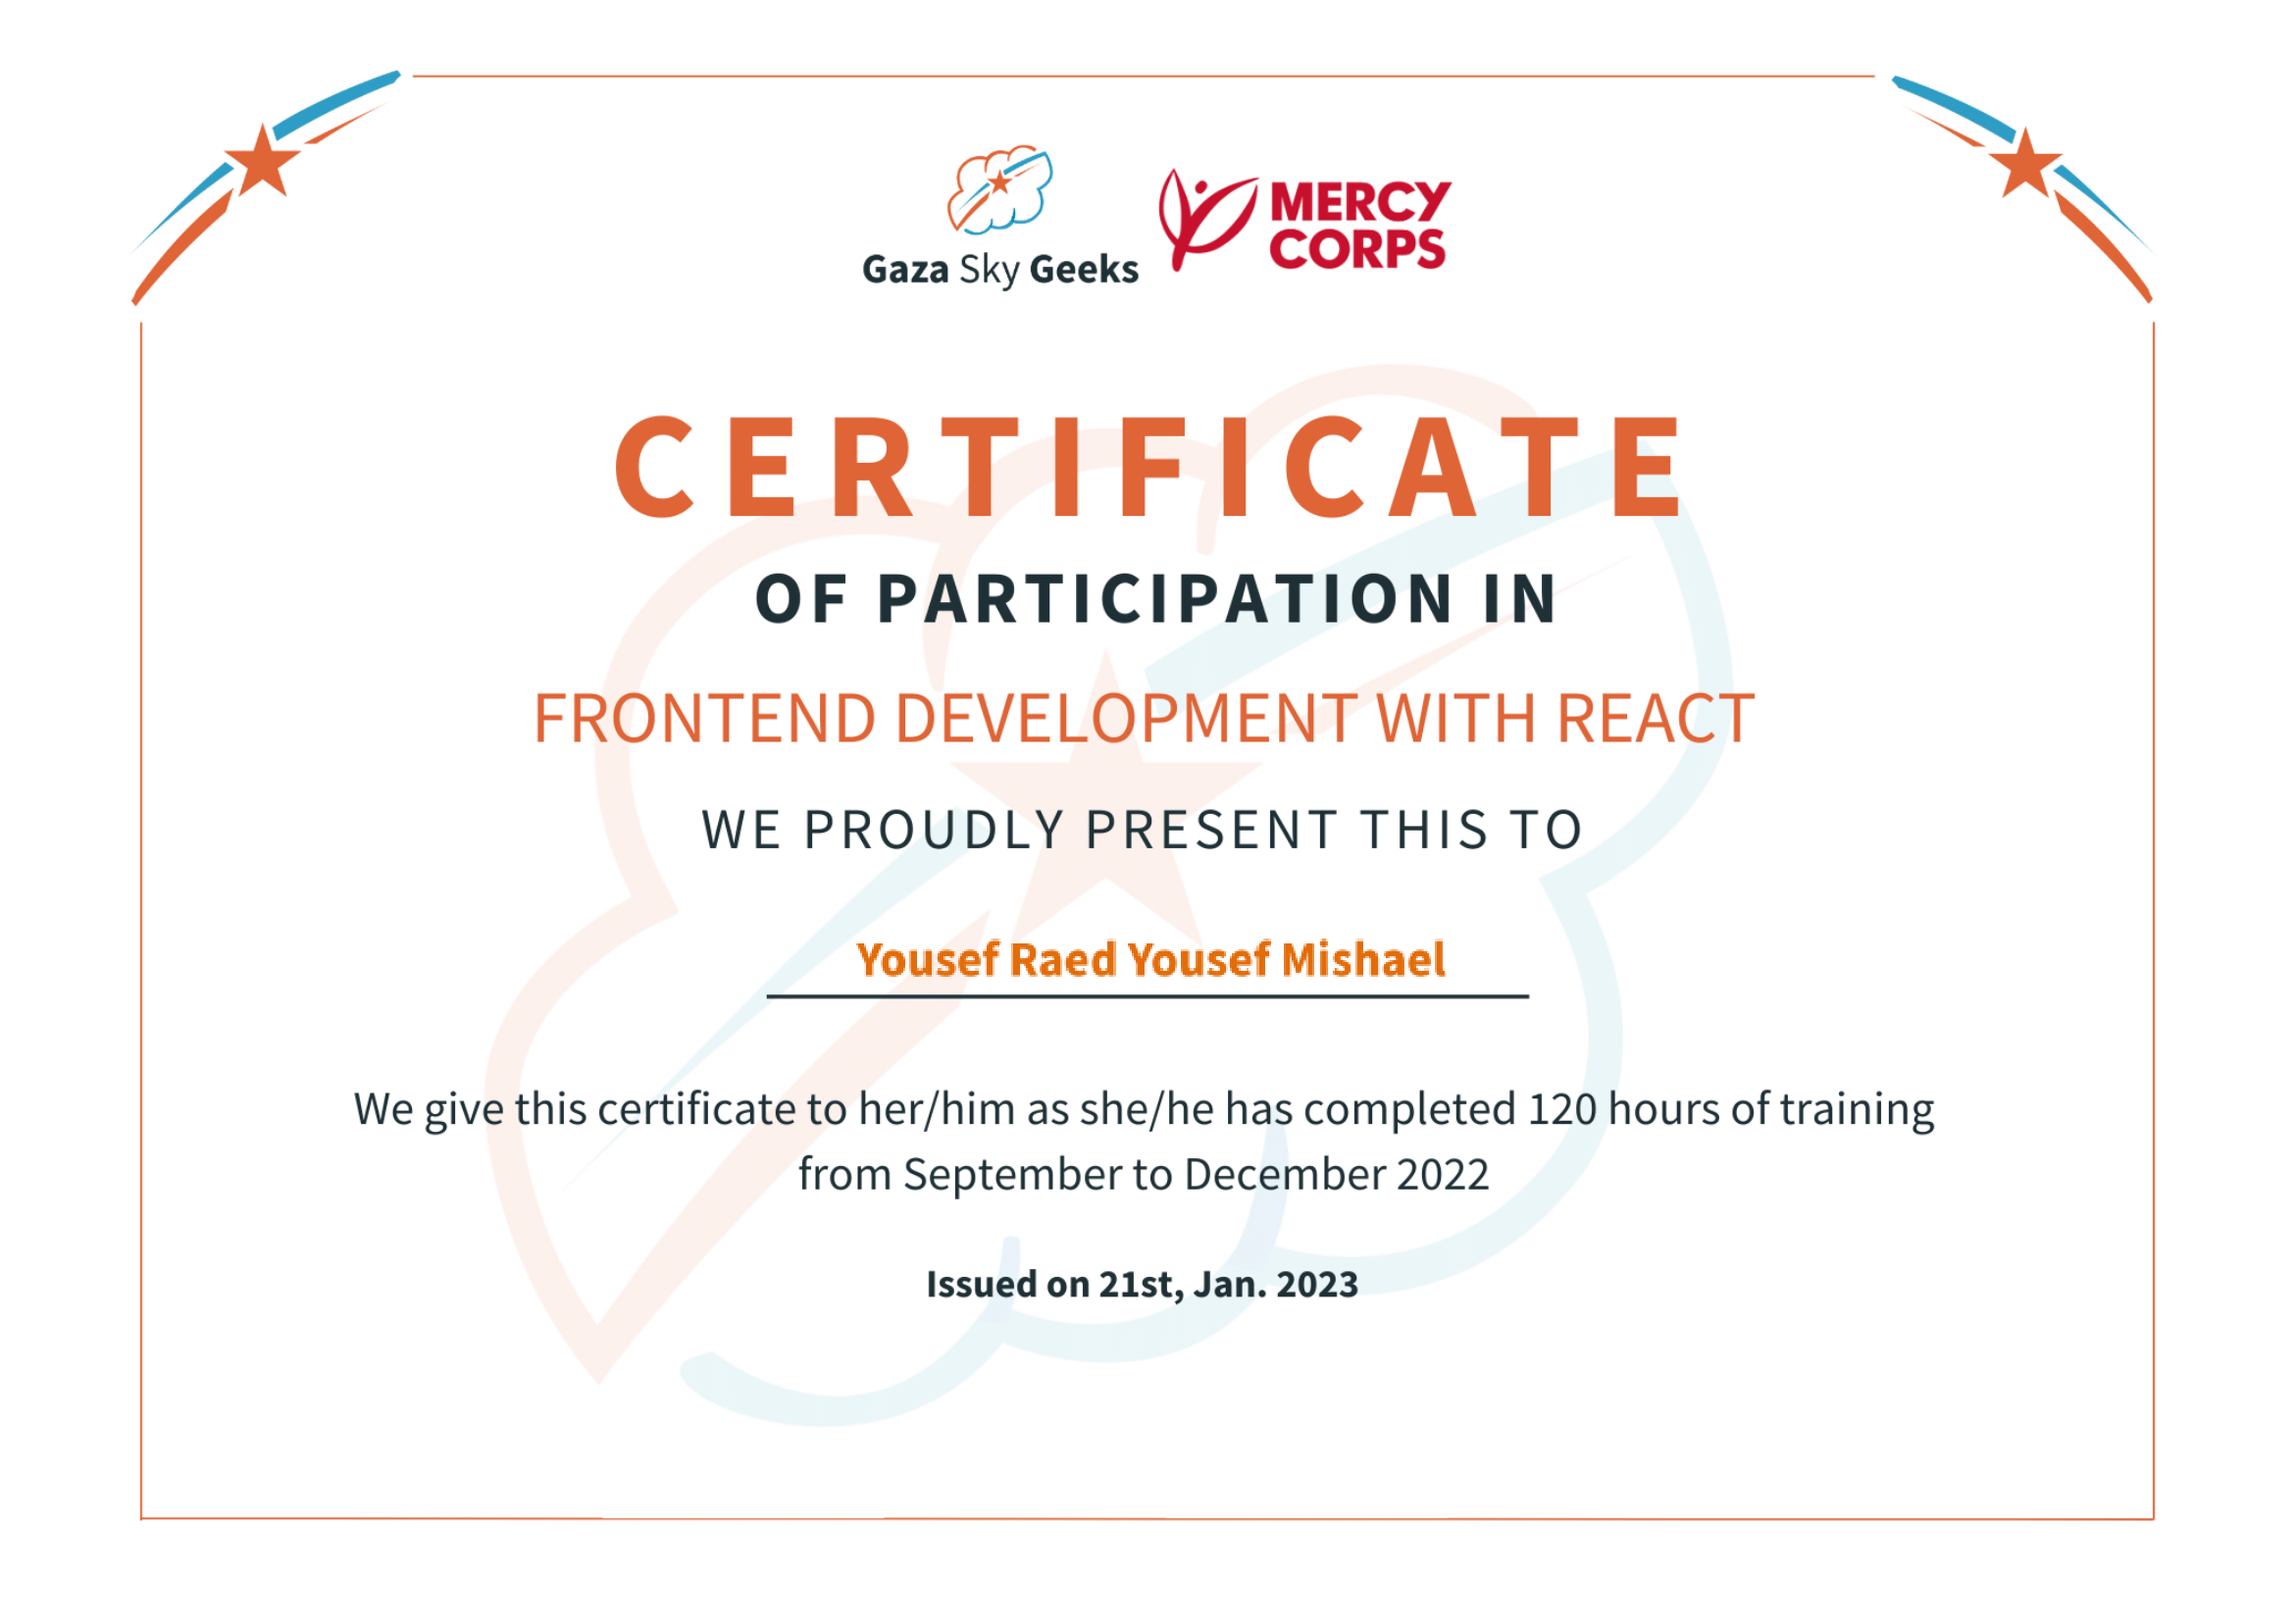 Gaza Sky Geeks
MERCY
CORPS
CERTIFICATE
OF PARTICIPATION IN
FRONTEND DEVELOPMENT WITH REACT
WE PROUDLY PRESENT THIS TO
Yousef Raed Yousef Mishael
We give this certificate to her/him as she/he has completed 120 hours of training
from September to December 2022
Issued on 21st, Jan. 2023